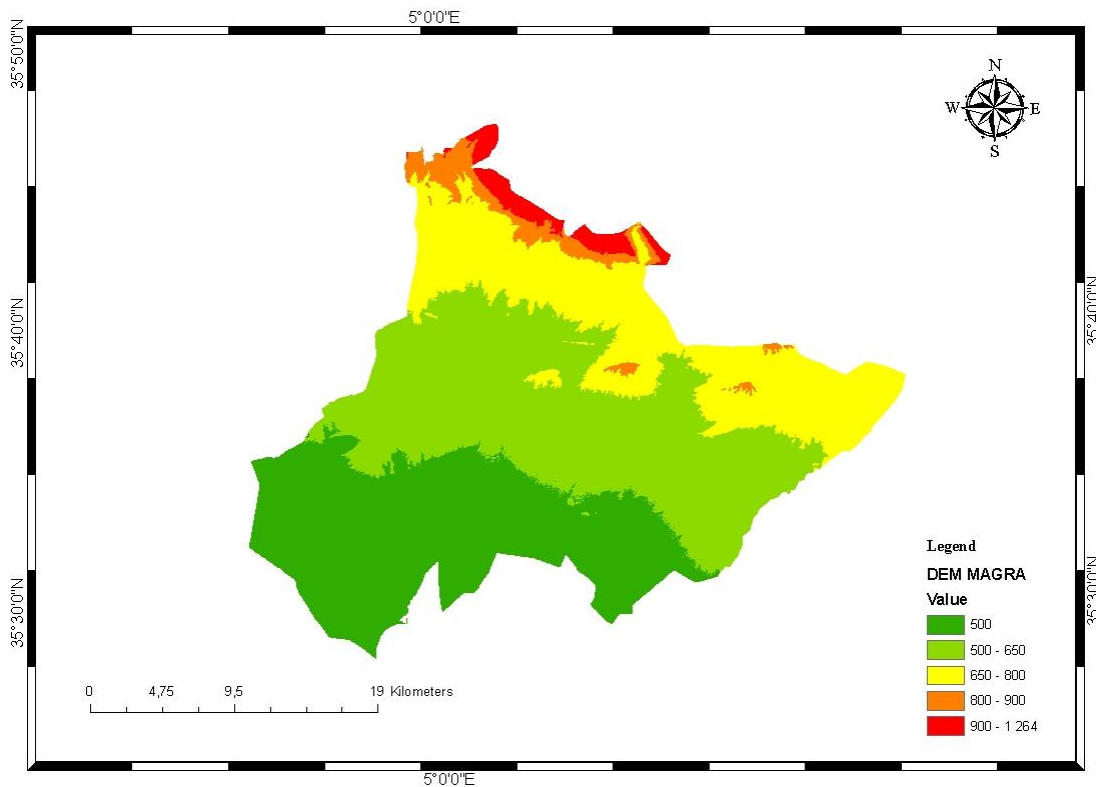 5°0'0"E
35°50'0"N
N
W E
S
35°40'0"N
35°40'0"N
35°30'0"N
35°30'0"N
Legend
DEM MAGRA
Value
500
500 - 650
650 - 800
800 - 900
900 - 1 264
0 4,75 9,5 19 Kilometers
5°0'0"E